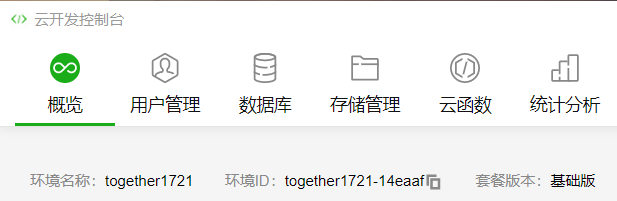 云开发控制台
概览 用户管理 数据库 存储管理 云函数 统计分析
环境名称：together1721 环境ID：together1721-14eaaf 套餐版本：基础版